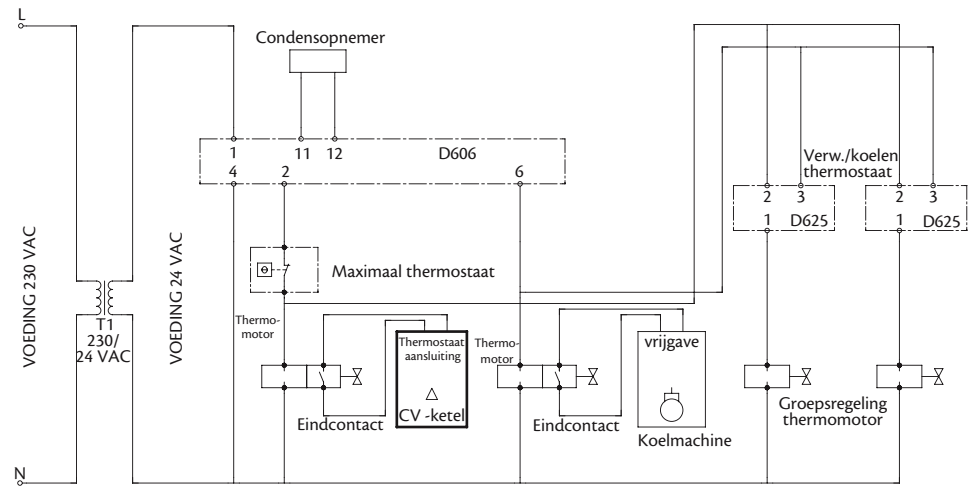 L
Condensopnemer
1 11 12 D606
4 2 6
Verw./koelen
thermostaat
2 3
1 D625
2 3
1 D625
VOEDING 230 VAC
VOEDING 24 VAC
T1
230/
24 VAC
Maximaal thermostaat
Thermo-
motor
Thermostaat
aansluiting
CV -ketel
Eindcontact
Thermo-
motor
vrijgave
Eindcontact
Koelmachine
Groepsregeling
thermomotor
N